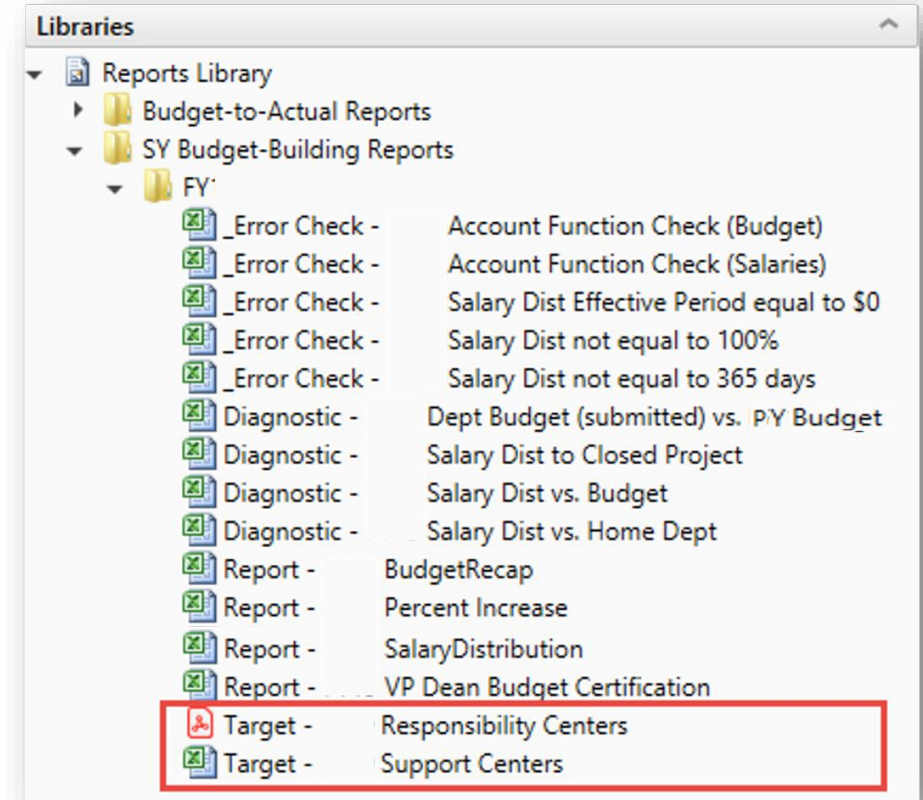 Libraries
Reports Library
Budget-to-Actual Reports
SY Budget-Building Reports
FY
_Error Check - Account Function Check (Budget)
_Error Check - Account Function Check (Salaries)
_Error Check - Salary Dist Effective Period equal to $0
_Error Check - Salary Dist not equal to 100%
_Error Check - Salary Dist not equal to 365 days
Diagnostic - Dept Budget (submitted) vs. PY Budget
Diagnostic - Salary Dist to Closed Project
Diagnostic - Salary Dist vs. Budget
Diagnostic - Salary Dist vs. Home Dept
Report - BudgetRecap
Report - Percent Increase
Report - SalaryDistribution
Report - VP Dean Budget Certification
Target - Responsibility Centers
Target - Support Centers